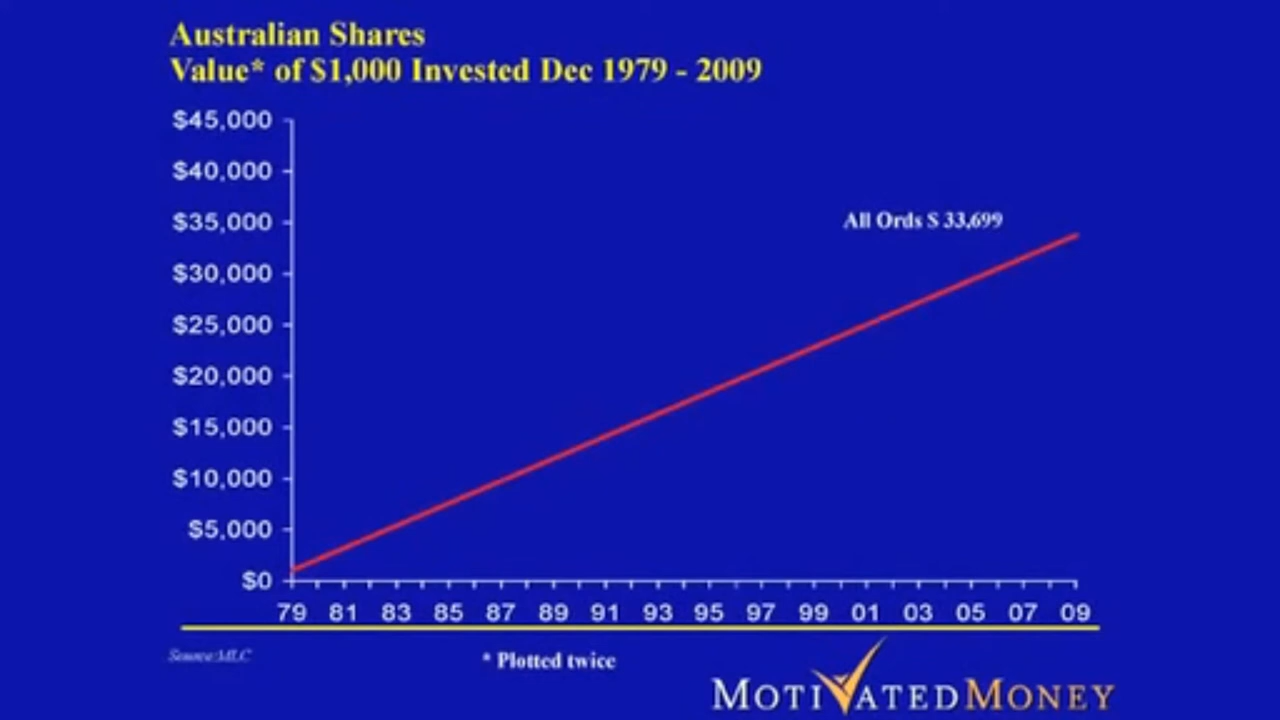 Australian Shares
Value* of $1,000 Invested Dec 1979 - 2009
$45,000
$40,000
$35,000
All Ords $ 33,699
$30,000
$25,000
$20,000
$15,000
$10,000
$5,000
$0
79 81 83 85 87 89 91 93 95 97 99 01 03 05 07 09
Source:MLC
* Plotted twice
MOTIVATEDMONEY